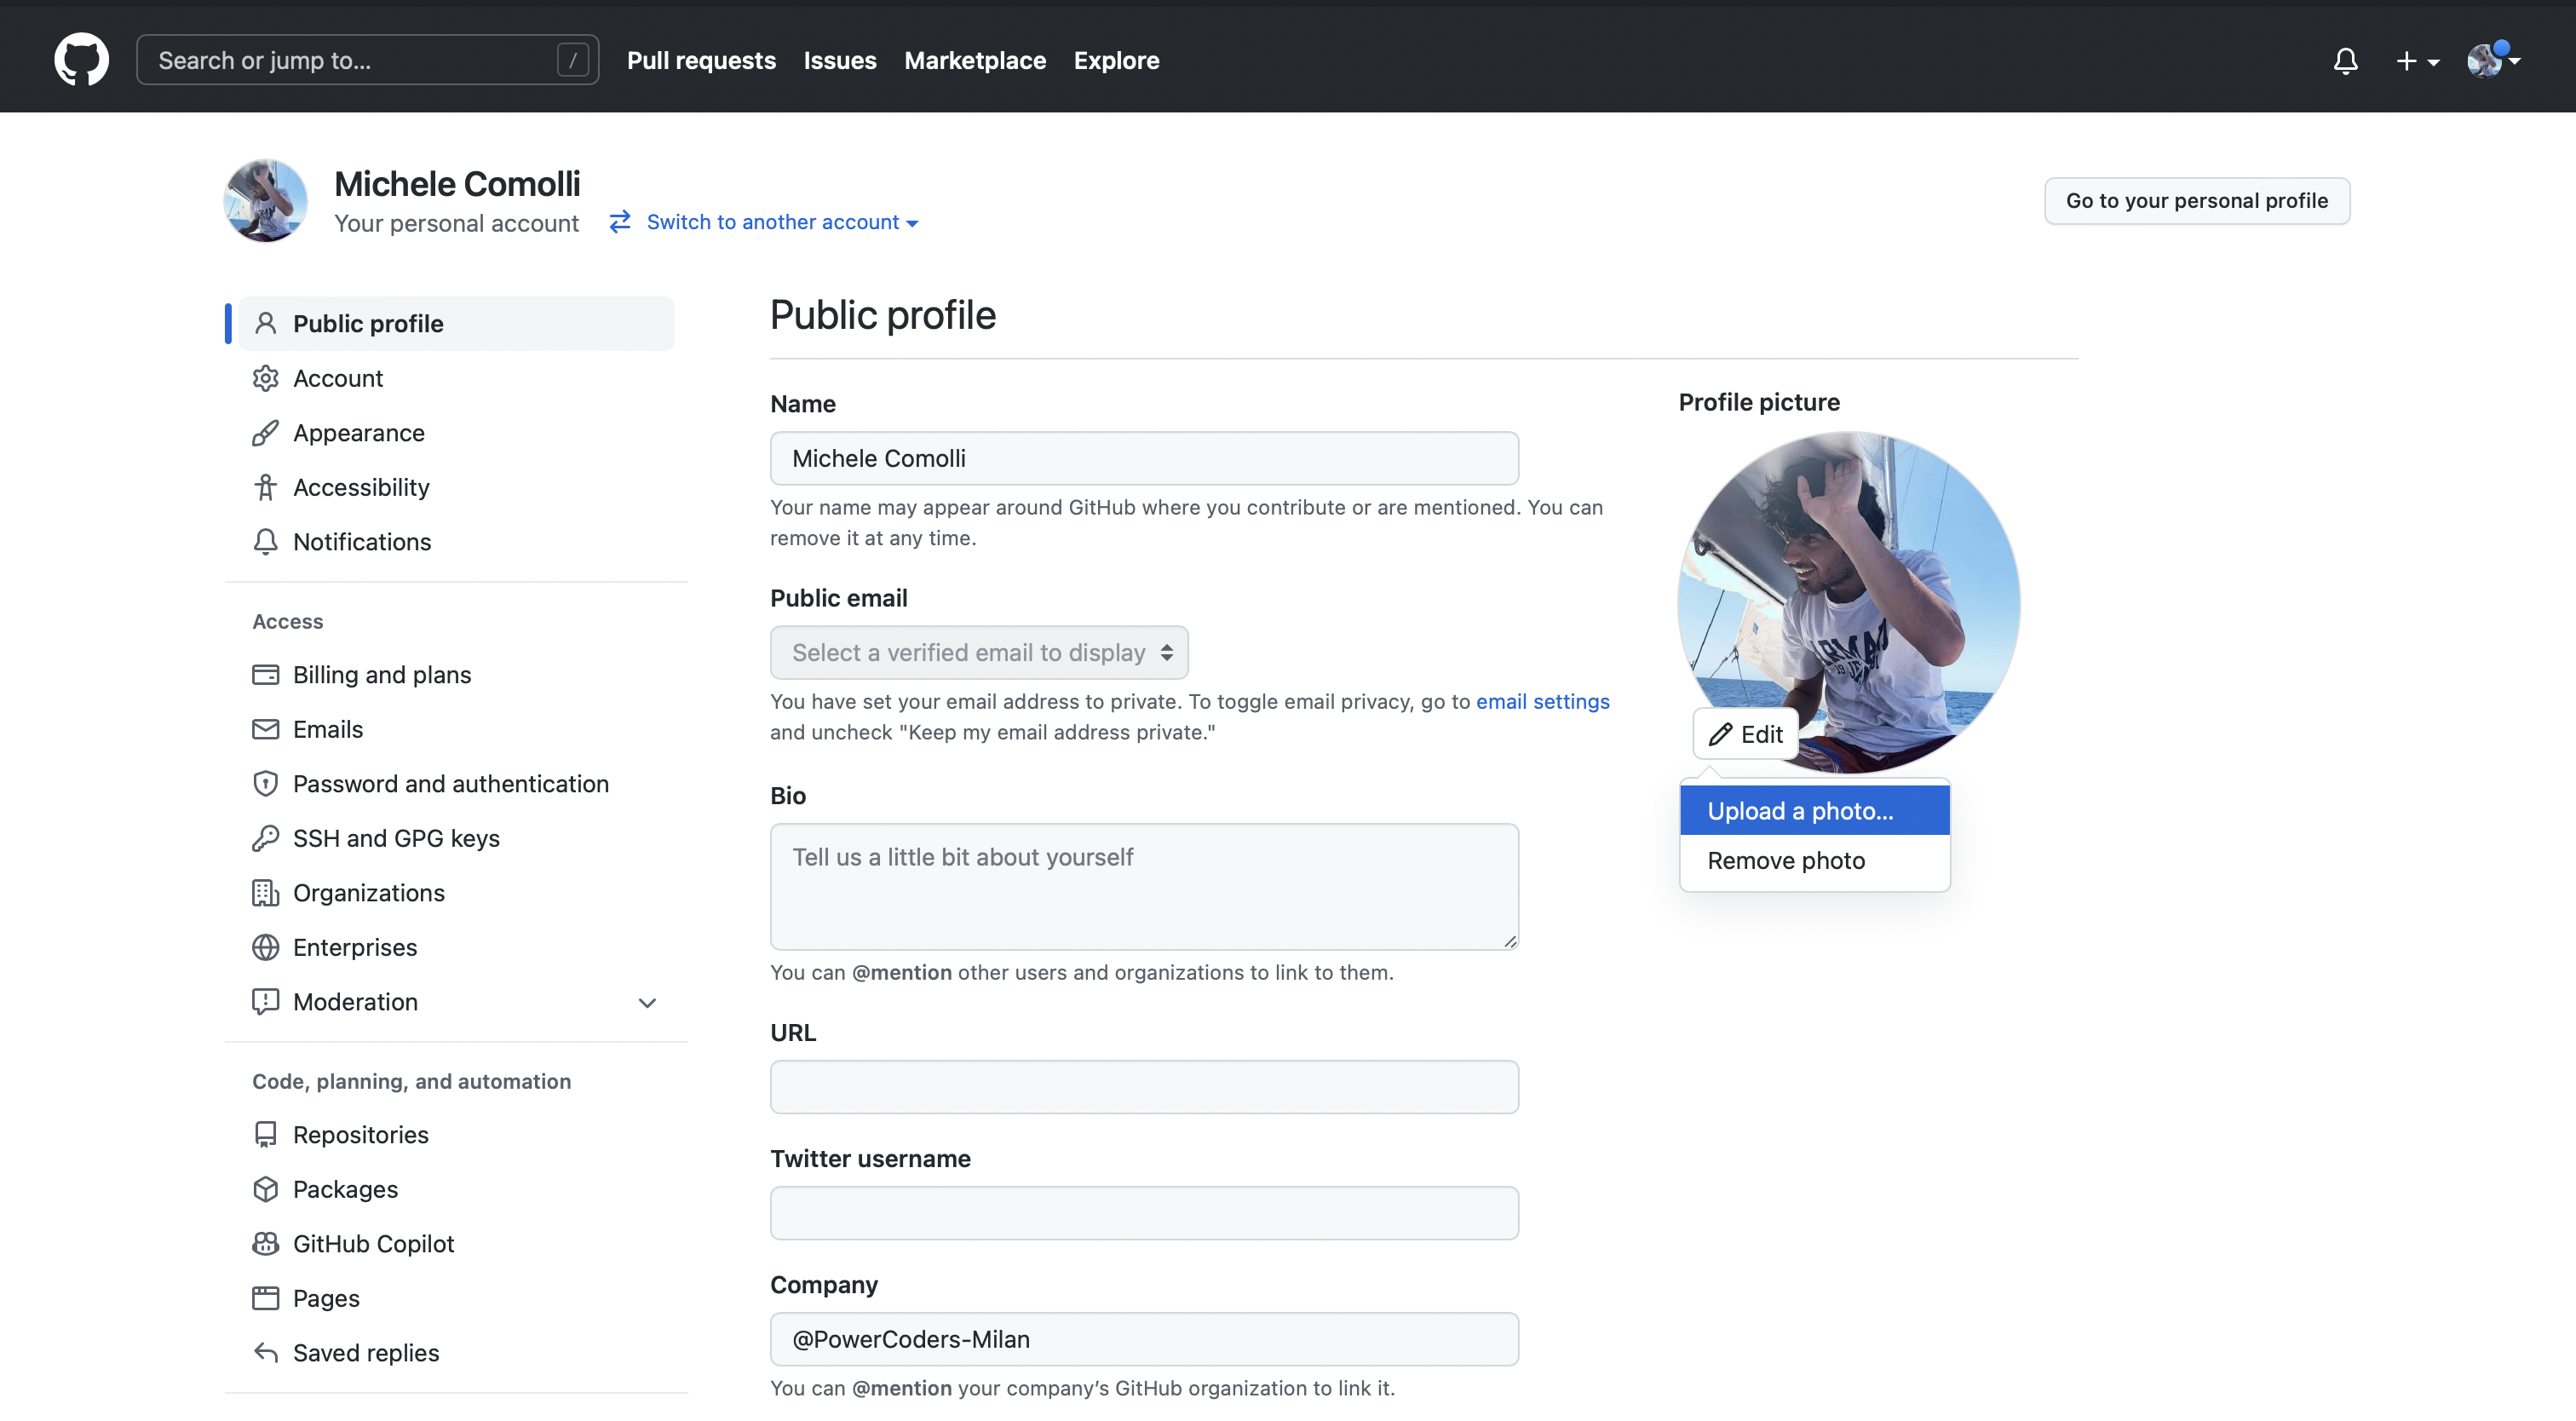 Search or jump to...
/
Pull requests
Issues
Marketplace
Explore
Michele Comolli
Your personal account
Switch to another account
Go to your personal profile
Public profile
Account
Appearance
Accessibility
Notifications
Access
Billing and plans
Emails
Password and authentication
SSH and GPG keys
Organizations
Enterprises
Moderation
Code, planning, and automation
Repositories
Packages
GitHub Copilot
Pages
Saved replies
Public profile
Name
Michele Comolli
Your name may appear around GitHub where you contribute or are mentioned. You can
remove it at any time.
Public email
Select a verified email to display
You have set your email address to private. To toggle email privacy, go to email settings
and uncheck "Keep my email address private."
Bio
Tell us a little bit about yourself
You can @mention other users and organizations to link to them.
URL
Twitter username
Company
@PowerCoders-Milan
You can @mention your company’s GitHub organization to link it.
Profile picture
Edit
Upload a photo...
Remove photo